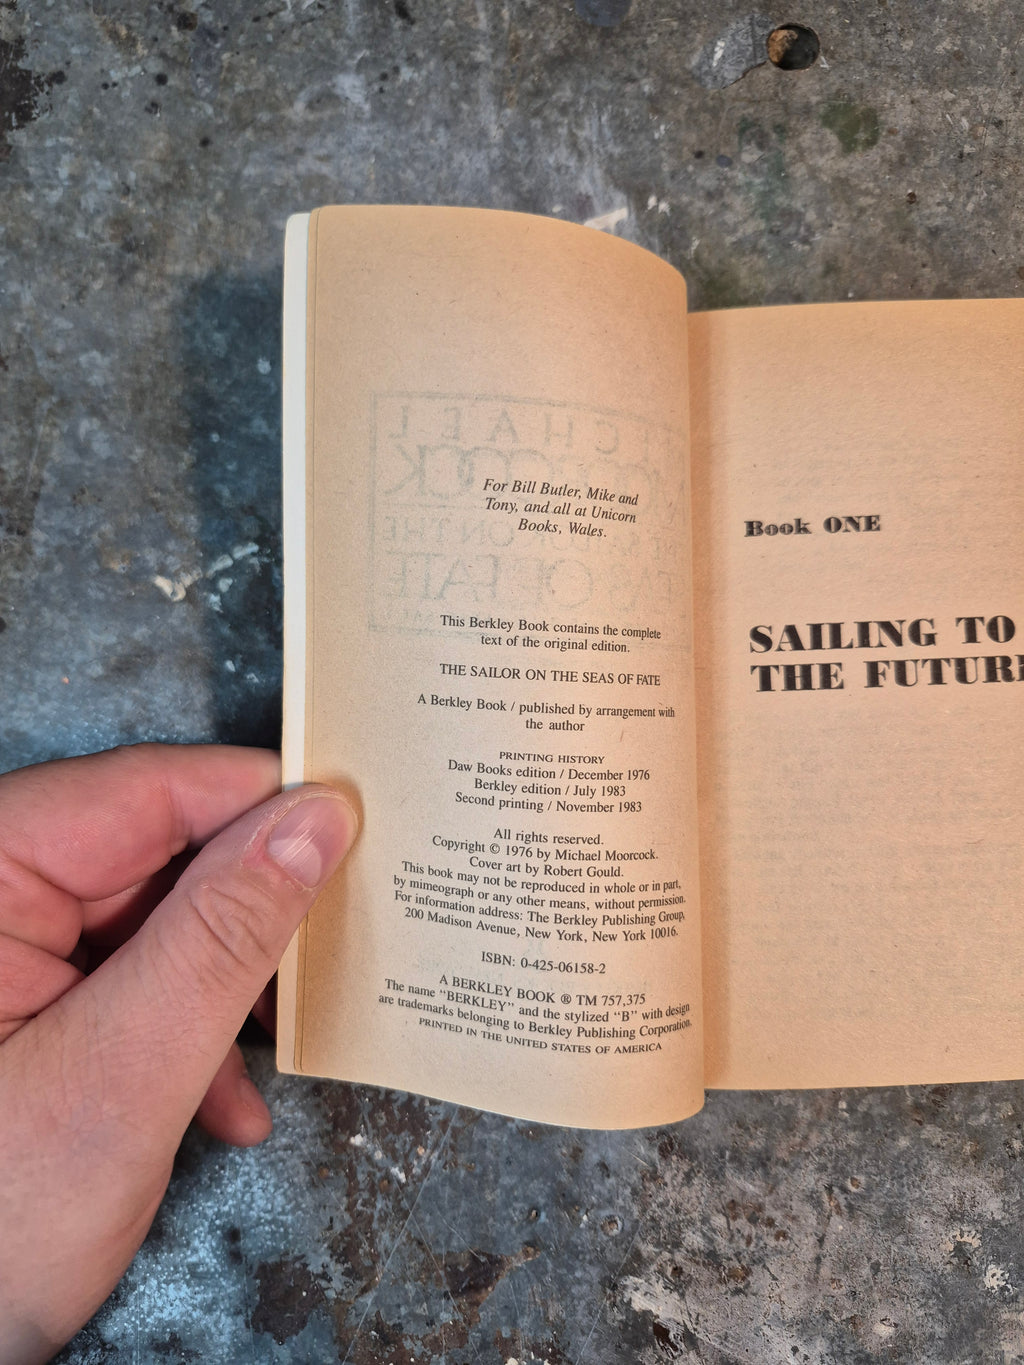 For Bill Butler, Mike and
Tony, and all at Unicorn
Books, Wales.
This Berkley Book contains the complete
text of the original edition.
THE SAILOR ON THE SEAS OF FATE
A Berkley Book / published by arrangement with
the author
PRINTING HISTORY
Daw Books edition / December 1976
Berkley edition / July 1983
Second printing / November 1983
All rights reserved.
Copyright © 1976 by Michael Moorcock.
Cover art by Robert Gould.
This book may not be reproduced in whole or in part,
by mimeograph or any other means, without permission.
For information address: The Berkley Publishing Group,
200 Madison Avenue, New York, New York 10016.
ISBN: 0-425-06158-2
A BERKLEY BOOK ® TM 757,375
The name "BERKLEY" and the stylized "B" with design
are trademarks belonging to Berkley Publishing Corporation.
PRINTED IN THE UNITED STATES OF AMERICA
Book ONE
SAILING TO
THE FUTUR